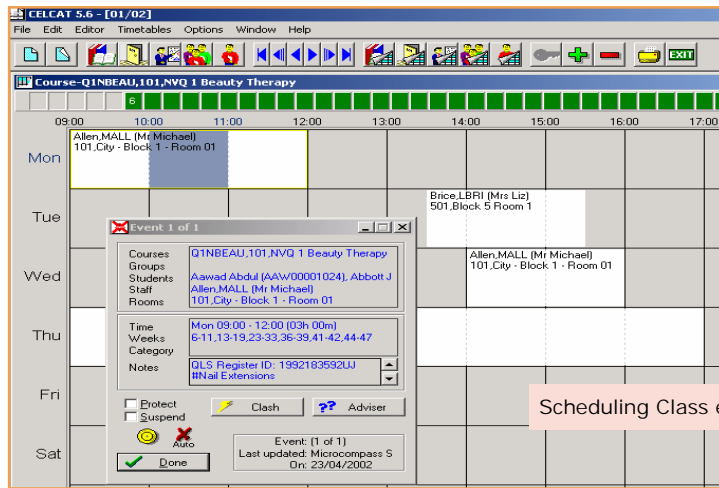 CELCAT 5.6 - [01/02]
File Edit Editor Timetables Options Window Help
EXIT
Course-Q1NBEAU,101,NVQ 1 Beauty Therapy
6
09:00 10:00 11:00 12:00 13:00 14:00 15:00 16:00 17:00
Mon
Allen,MALL (Mr Michael)
101,City - Block 1 - Room 01
Tue
Brice,LBRI (Mrs Liz)
501,Block 5 Room 1
Wed
Allen,MALL (Mr Michael)
101,City - Block 1 - Room 01
Thu
Fri
Sat
Event 1 of 1
Courses Q1NBEAU,101,NVQ 1 Beauty Therapy
Groups
Students Aawad Abdul (AAW00001024), Abbott J
Staff Allen,MALL (Mr Michael)
Rooms 101,City - Block 1 - Room 01
Time Mon 09:00 - 12:00 (03h 00m)
Weeks 6-11,13-19,23-33,36-39,41-42,44-47
Category
Notes QLS Register ID: 1992183592UJ
#Nail Extensions
Protect
Suspend
Clash
?? Adviser
Auto
Done
Event: (1 of 1)
Last updated: Microcompass S
On: 23/04/2002
Scheduling Class e